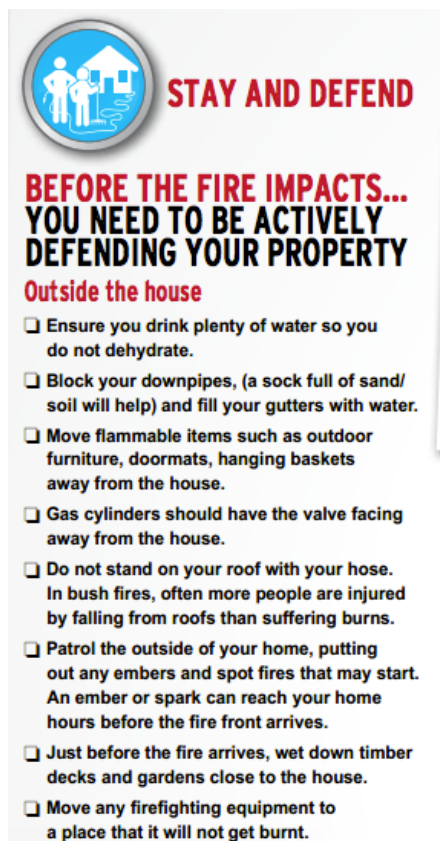 STAY AND DEFEND
BEFORE THE FIRE IMPACTS...
YOU NEED TO BE ACTIVELY
DEFENDING YOUR PROPERTY
Outside the house
Ensure you drink plenty of water so you
do not dehydrate.
Block your downpipes, (a sock full of sand/
soil will help) and fill your gutters with water.
Move flammable items such as outdoor
furniture, doormats, hanging baskets
away from the house.
Gas cylinders should have the valve facing
away from the house.
Do not stand on your roof with your hose.
In bush fires, often more people are injured
by falling from roofs than suffering burns.
Patrol the outside of your home, putting
out any embers and spot fires that may start.
An ember or spark can reach your home
hours before the fire front arrives.
Just before the fire arrives, wet down timber
decks and gardens close to the house.
Move any firefighting equipment to
a place that it will not get burnt.